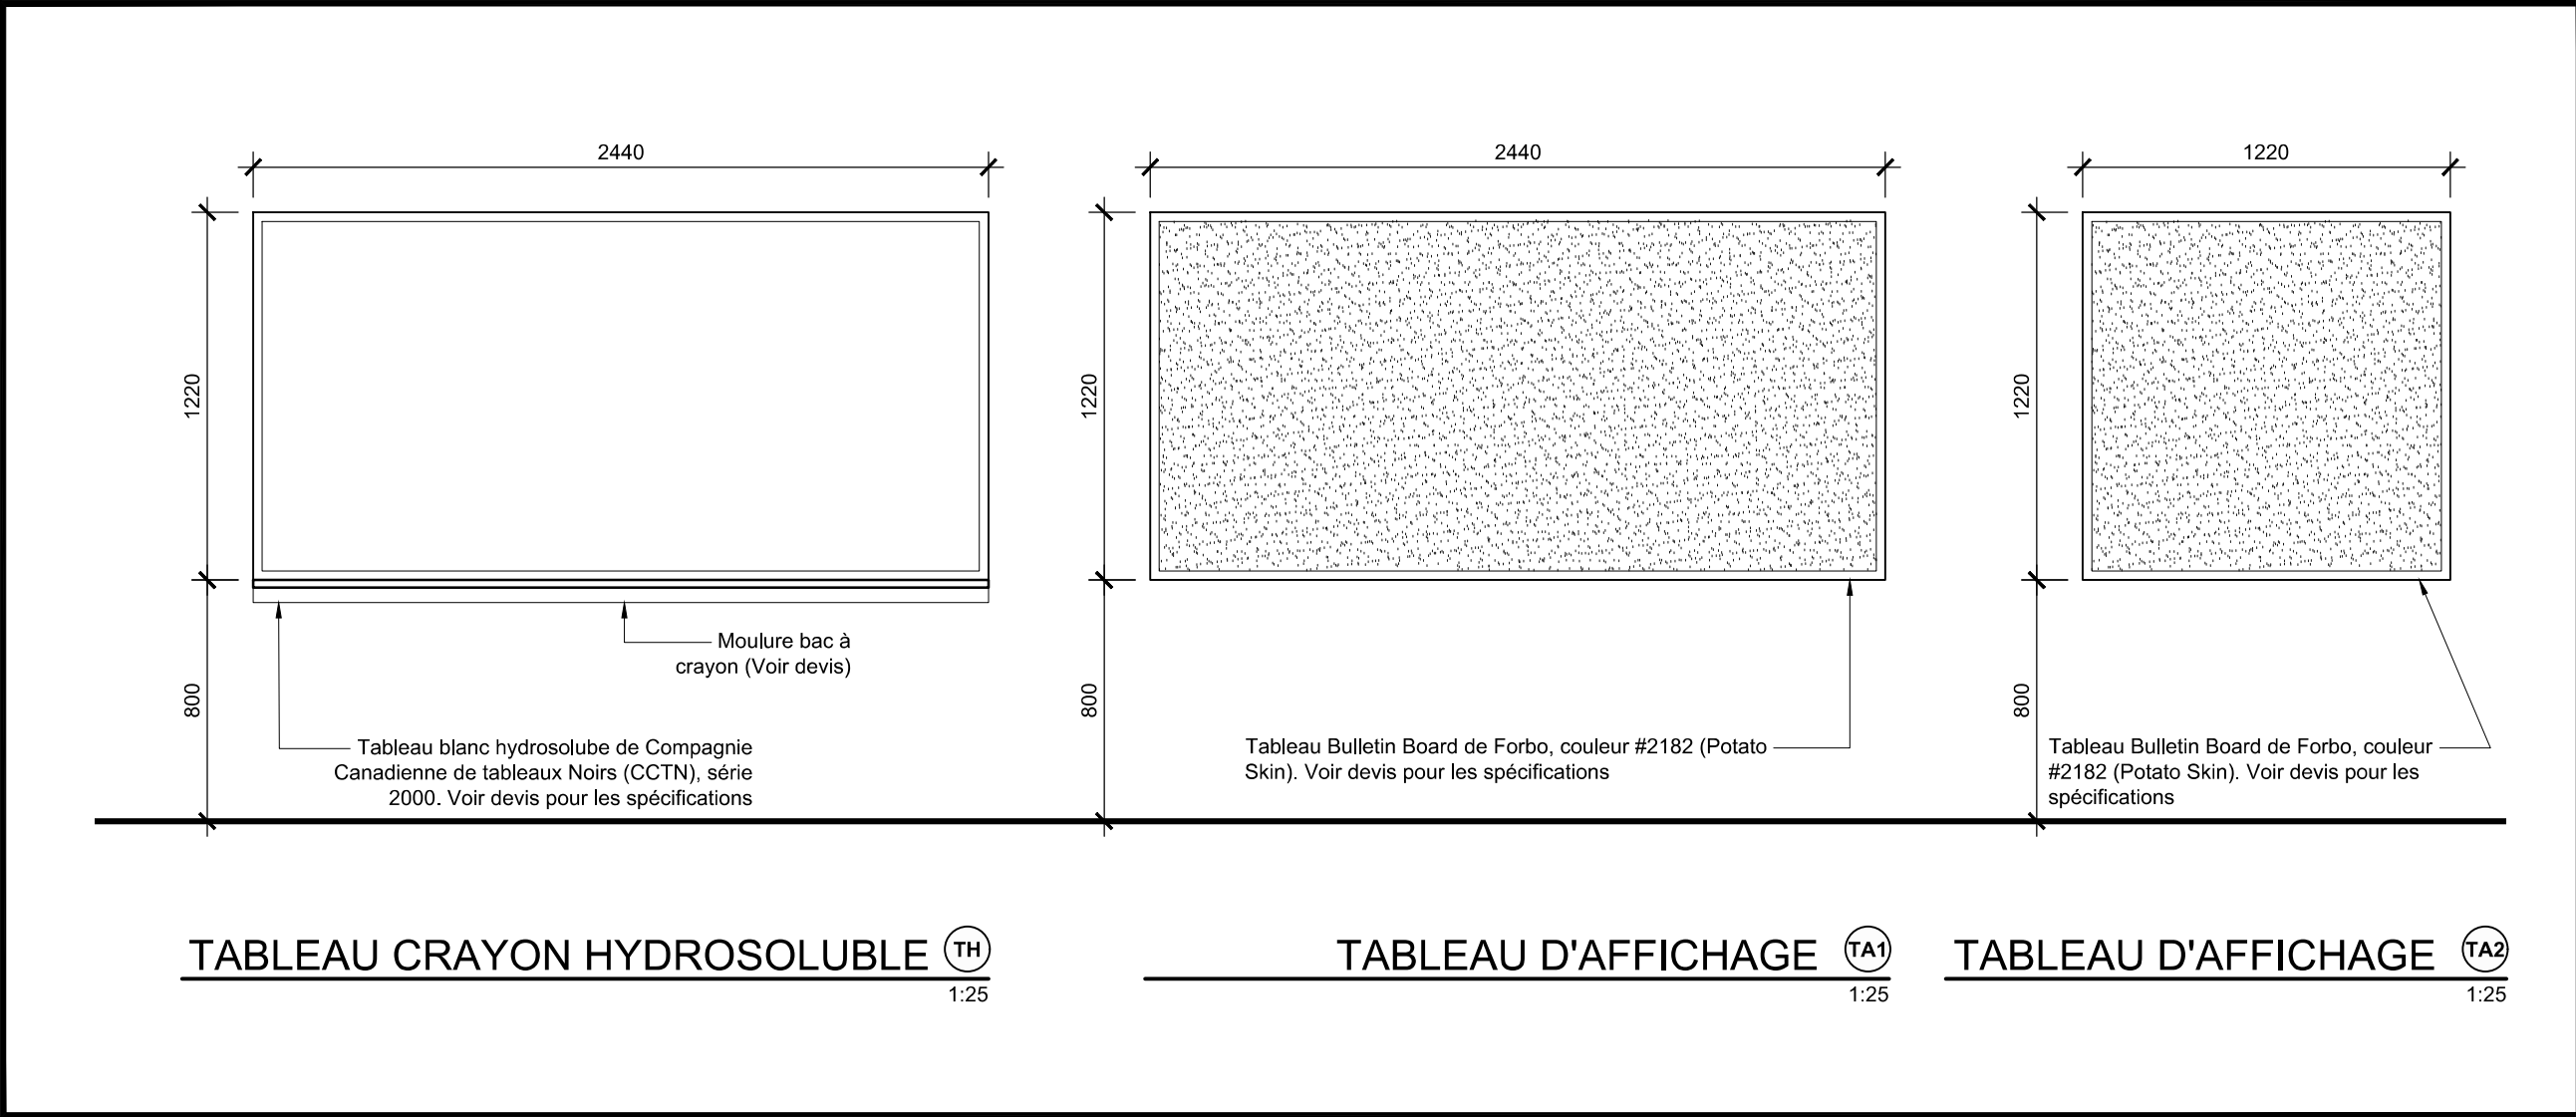 2440
1220
800
Moulure bac à
crayon (Voir devis)
Tableau blanc hydrosoluble de Compagnie
Canadienne de tableaux Noirs (CCTN), série
2000. Voir devis pour les spécifications
TABLEAU CRAYON HYDROSOLUBLE TH
1:25
2440
1220
800
Tableau Bulletin Board de Forbo, couleur #2182 (Potato
Skin). Voir devis pour les spécifications
TABLEAU D'AFFICHAGE TA1
1:25
1220
1220
800
Tableau Bulletin Board de Forbo, couleur
#2182 (Potato Skin). Voir devis pour les
spécifications
TABLEAU D'AFFICHAGE TA2
1:25